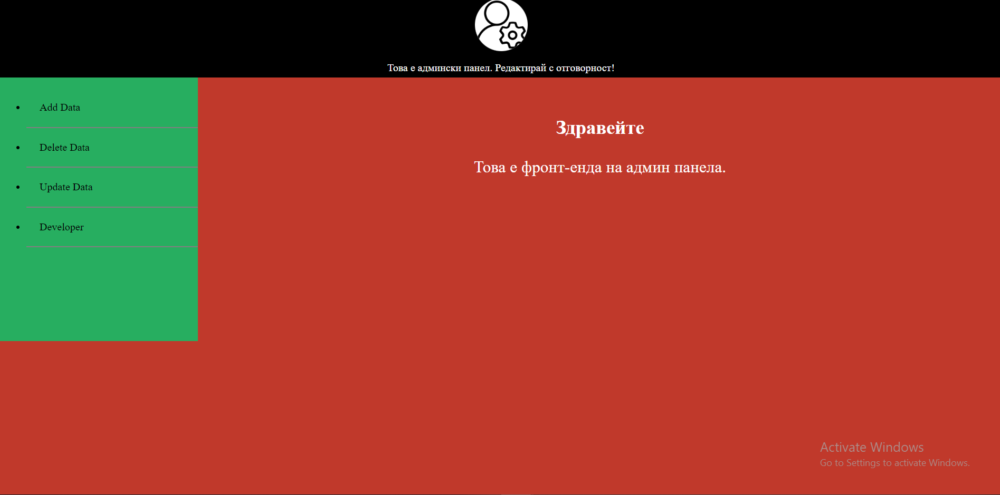 Това е админски панел. Редактирай с отговорност!
Add Data
Delete Data
Update Data
Developer
Здравейте
Това е фронт-енда на админ панела.
Activate Windows
Go to Settings to activate Windows.